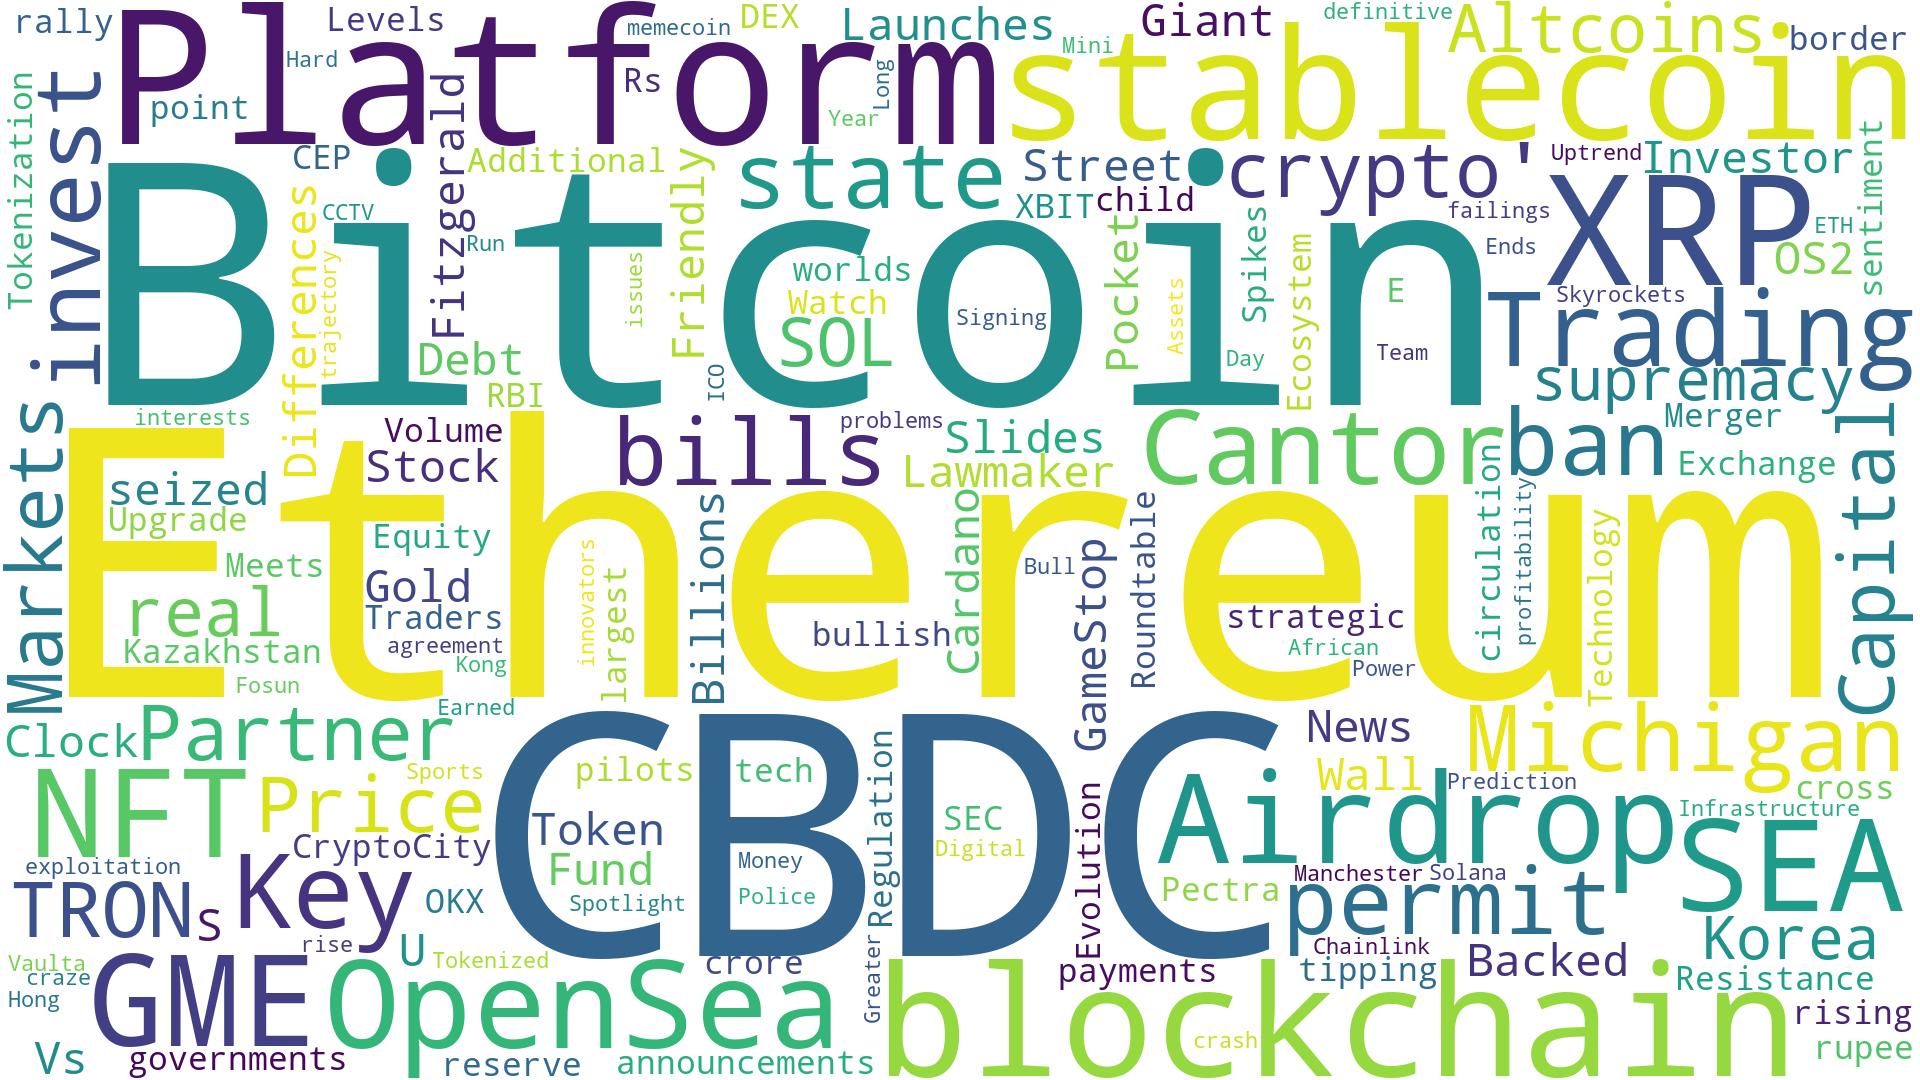 rally
Levels
memecoin
DEX
Launches
Giant
definitive
Altcoins
border
Platform
Hard
Rs
Long
Mini
stablecoin
point
Year
Tokenization
invest
CEP
Fitzgerald
Additional
Friendly
state
Street
crypto'
Uptrend
Investor
sentiment
Bitcoin
Differences
CCTV
trajectory
Run
issues
XBIT
child
failings
XRP
ETH
worlds
Pocket
Spikes
Ecosystem
Ends
OS2
Watch
Signing
Assets
E
Skyrockets
SOL
Trading
Debt
RBI
ICO
Day
Team
supremacy
Markets
interests
Volume
bills
problems
Slides
Cantor
ban
Merger
Capital
Stock
Lawmaker
Exchange
Ethereum
seized
Upgrade
Equity
Billions
Cardano
Roundtable
circulation
profitability
Technology
Meets
Gold
innovators
largest
GameStop
Bull
real
Traders
bullish
strategic
Kazakhstan
agreement
Kong
African
Power
Fosun
Earned
Clock
Partner
News
Michigan
CBDC
NFT
Price
Sports
pilots
tech
Regulation
Evolution
Wall
Prediction
cross
Airdrop
Infrastructure
Token
SEC
SEA
CryptoCity
Digital
exploitation
Key
Fund
Money
Manchester
Solana
TRON
s
OKX
Spotlight
Police
Pectra
permit
rise
U
Chainlink
Korea
Vaulta
craze
Hong
GME
Tokenized
crore
Greater
payments
tipping
Backed
Resistance
OpenSea
blockchain
rising
Vs
governments
reserve
announcements
crash
rupee